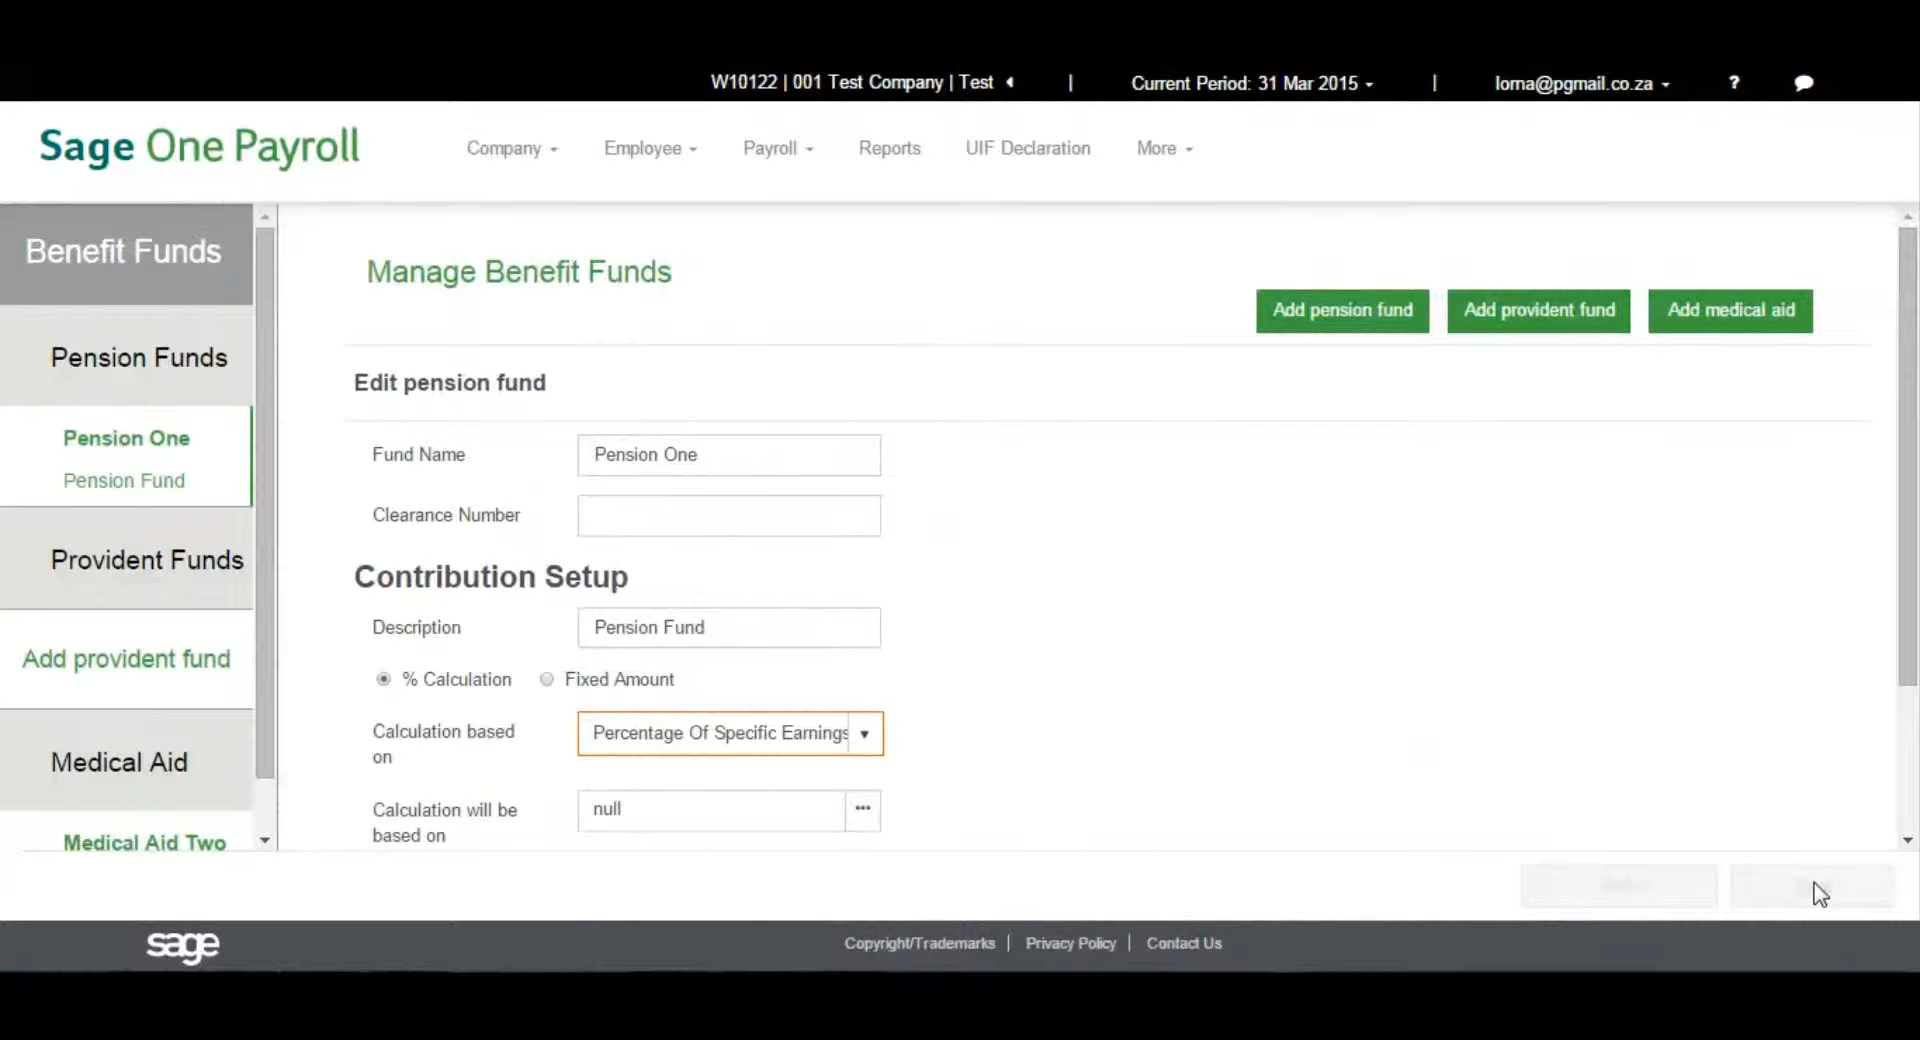 W10122 | 001 Test Company | Test | Current Period: 31 Mar 2015 | lorna@pgmail.co.za ?
Sage One Payroll Company Employee Payroll Reports UIF Declaration More
Benefit Funds
Pension Funds
Pension One
Pension Fund
Provident Funds
Add provident fund
Medical Aid
Medical Aid Two
Manage Benefit Funds
Add pension fund Add provident fund Add medical aid
Edit pension fund
Fund Name Pension One
Clearance Number
Contribution Setup
Description Pension Fund
% Calculation Fixed Amount
Calculation based on Percentage Of Specific Earnings
Calculation will be based on null ...
sage Copyright/Trademarks | Privacy Policy | Contact Us